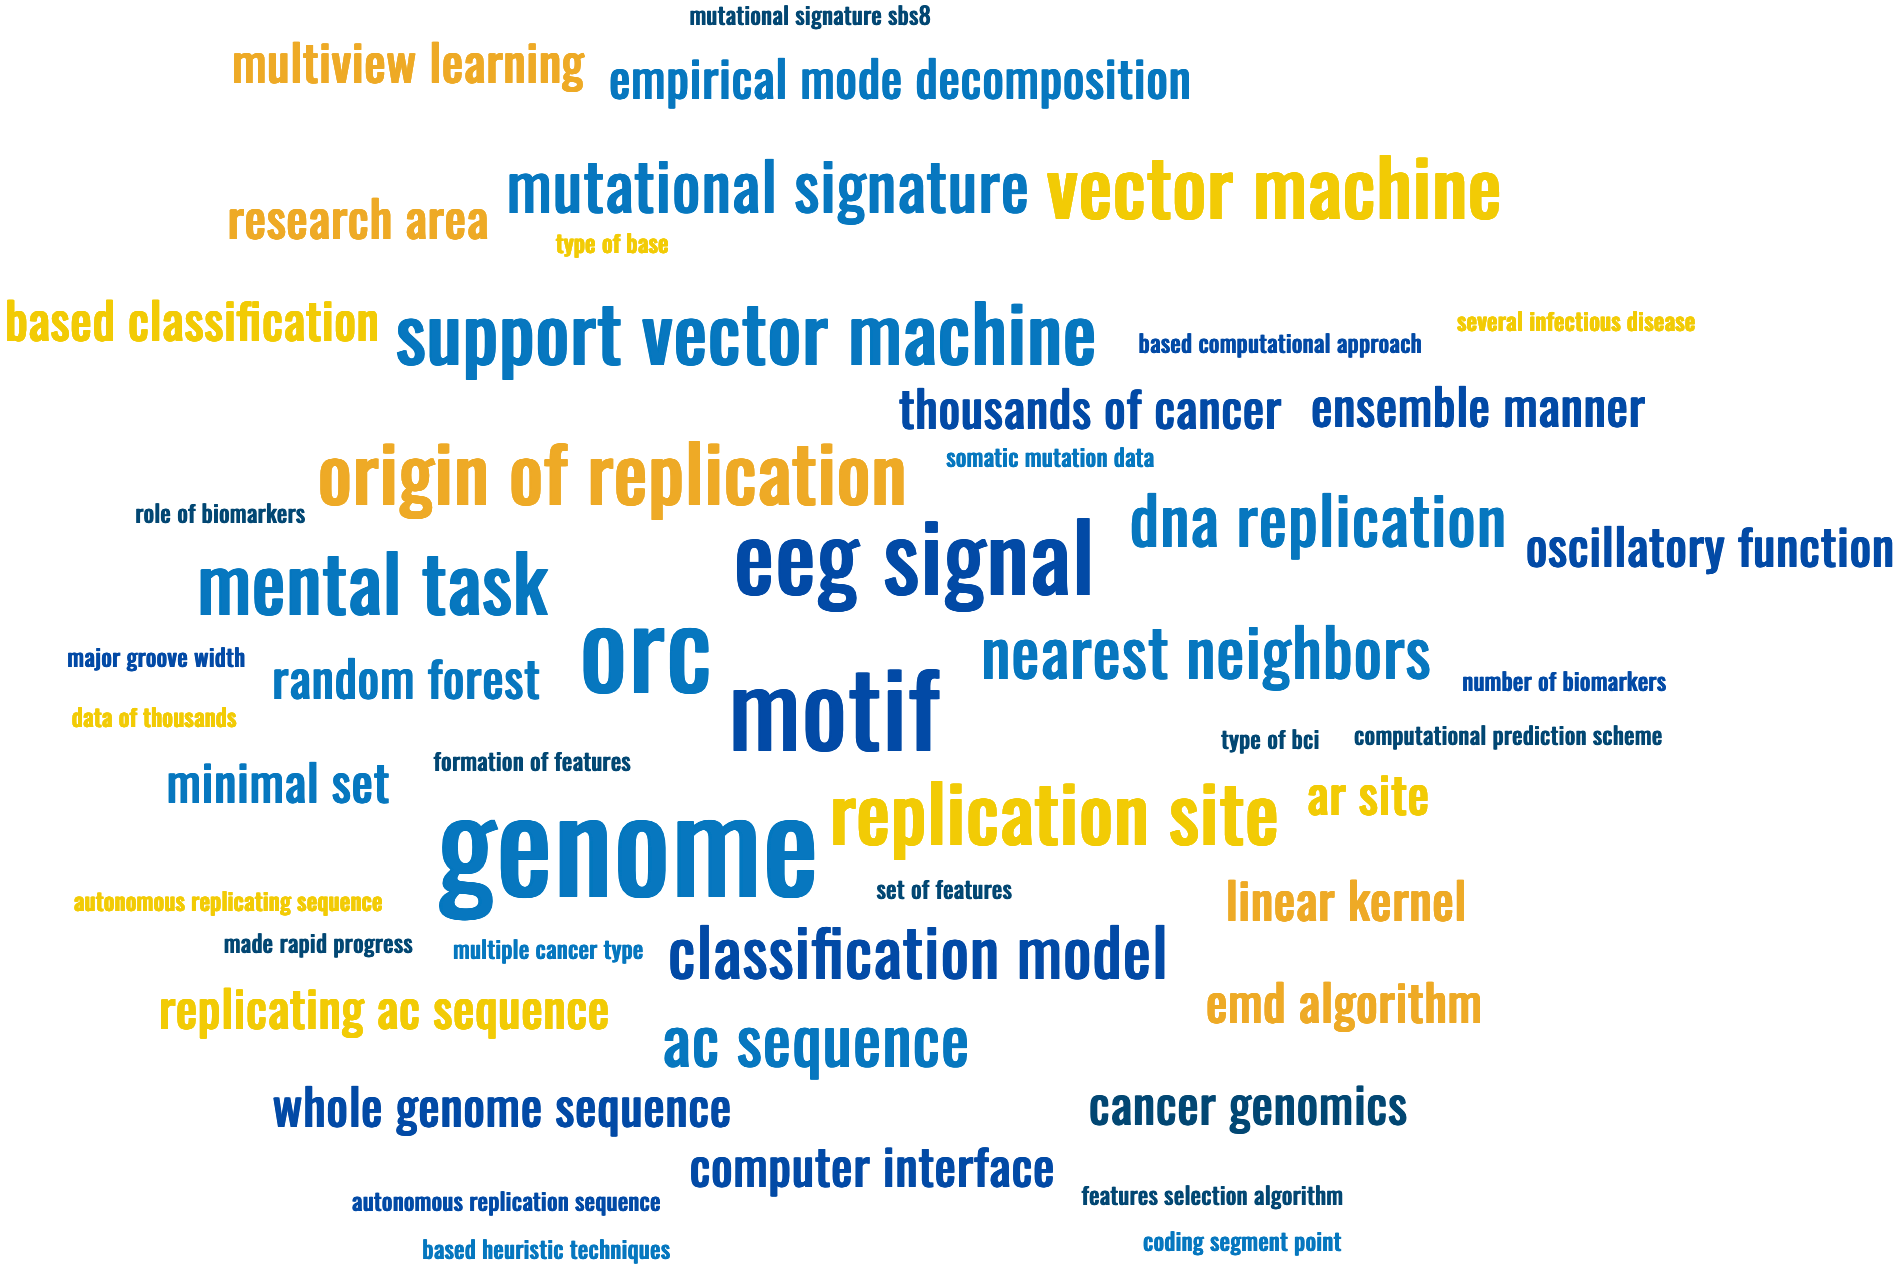 mutational signature sbs8
multiview learning
empirical mode decomposition
mutational signature
vector machine
research area
type of base
based classification
support vector machine
based computational approach
several infectious disease
thousands of cancer
ensemble manner
origin of replication
somatic mutation data
role of biomarkers
eeg signal
dna replication
oscillatory function
mental task
major groove width
random forest
orc
nearest neighbors
motif
number of biomarkers
data of thousands
type of bci
computational prediction scheme
minimal set
formation of features
genome
replication site
ar site
autonomous replicating sequence
set of features
linear kernel
made rapid progress
multiple cancer type
classification model
replicating ac sequence
emd algorithm
ac sequence
whole genome sequence
cancer genomics
computer interface
autonomous replication sequence
features selection algorithm
based heuristic techniques
coding segment point